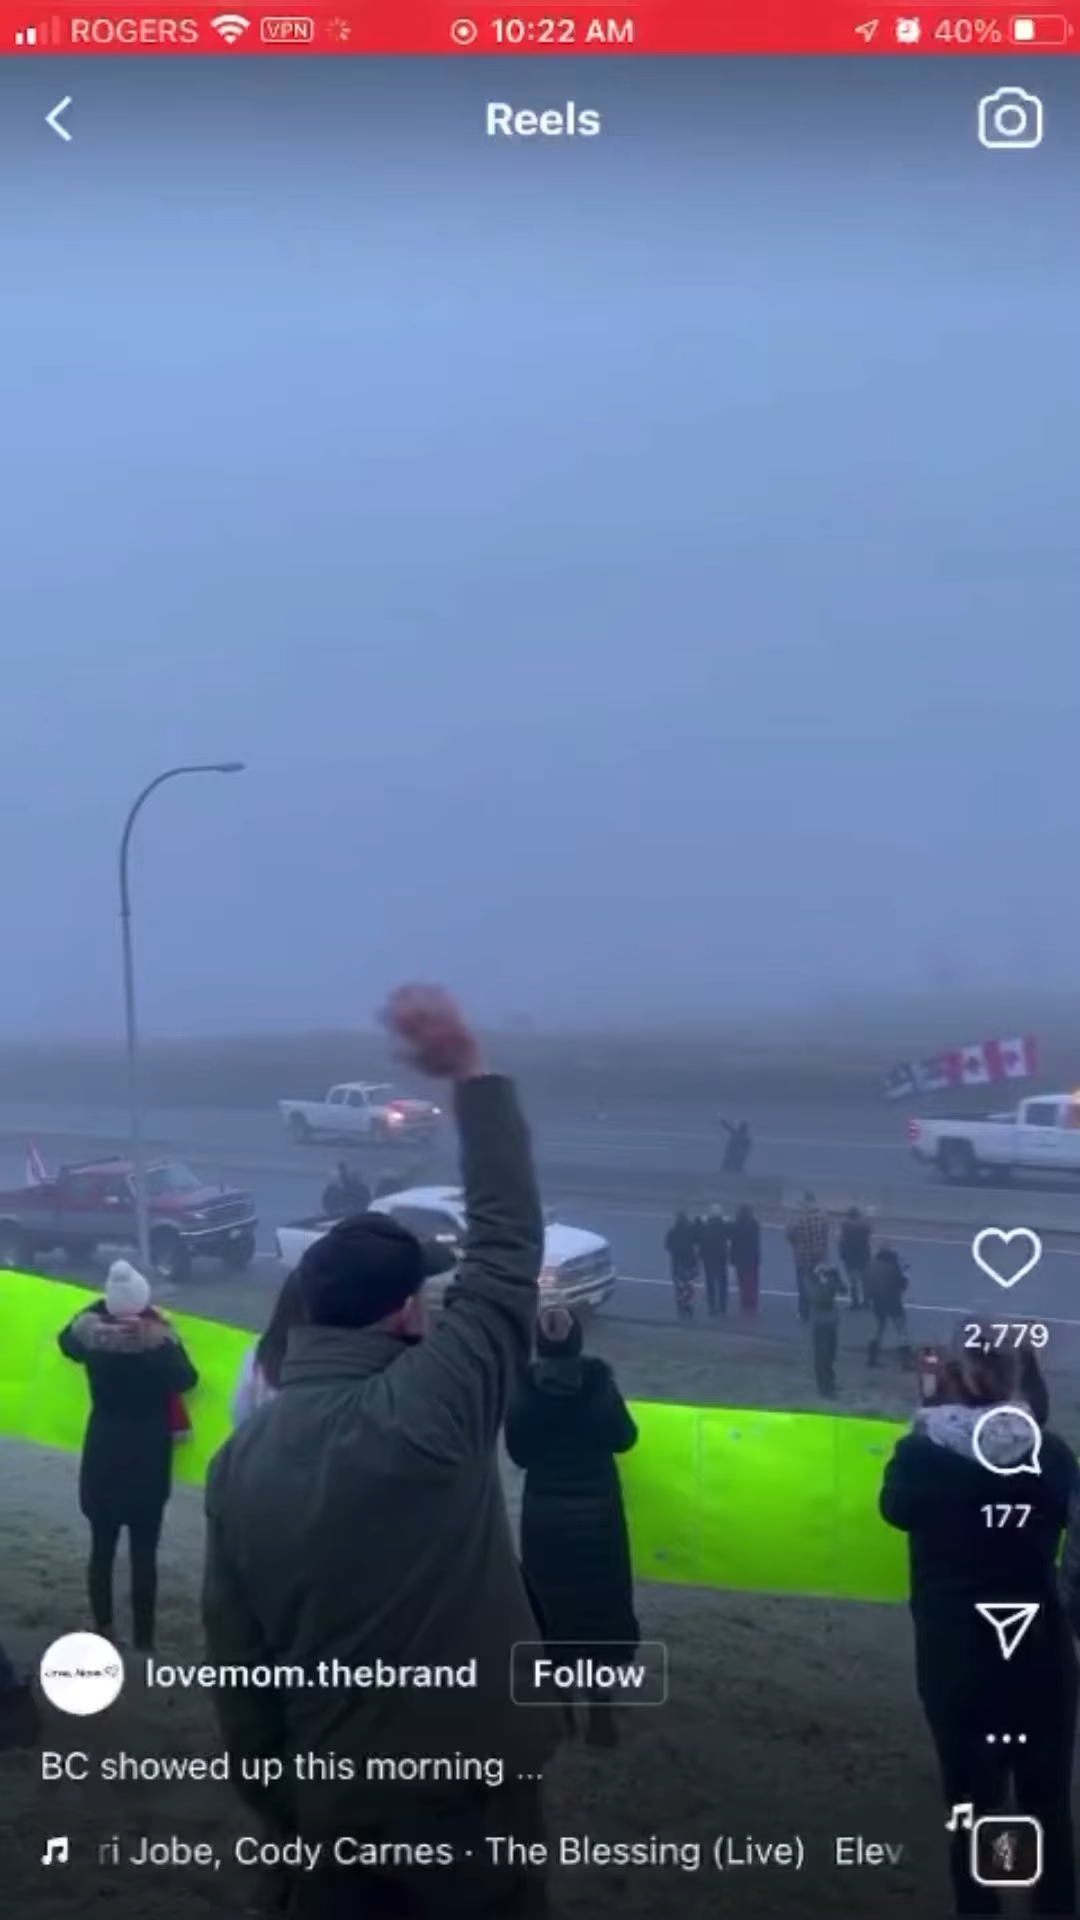 ROGERS VPN 10:22 AM 40%
Reels
2,779
177
lovemom.thebrand Follow
BC showed up this morning ...
ri Jobe, Cody Carnes · The Blessing (Live) Elev